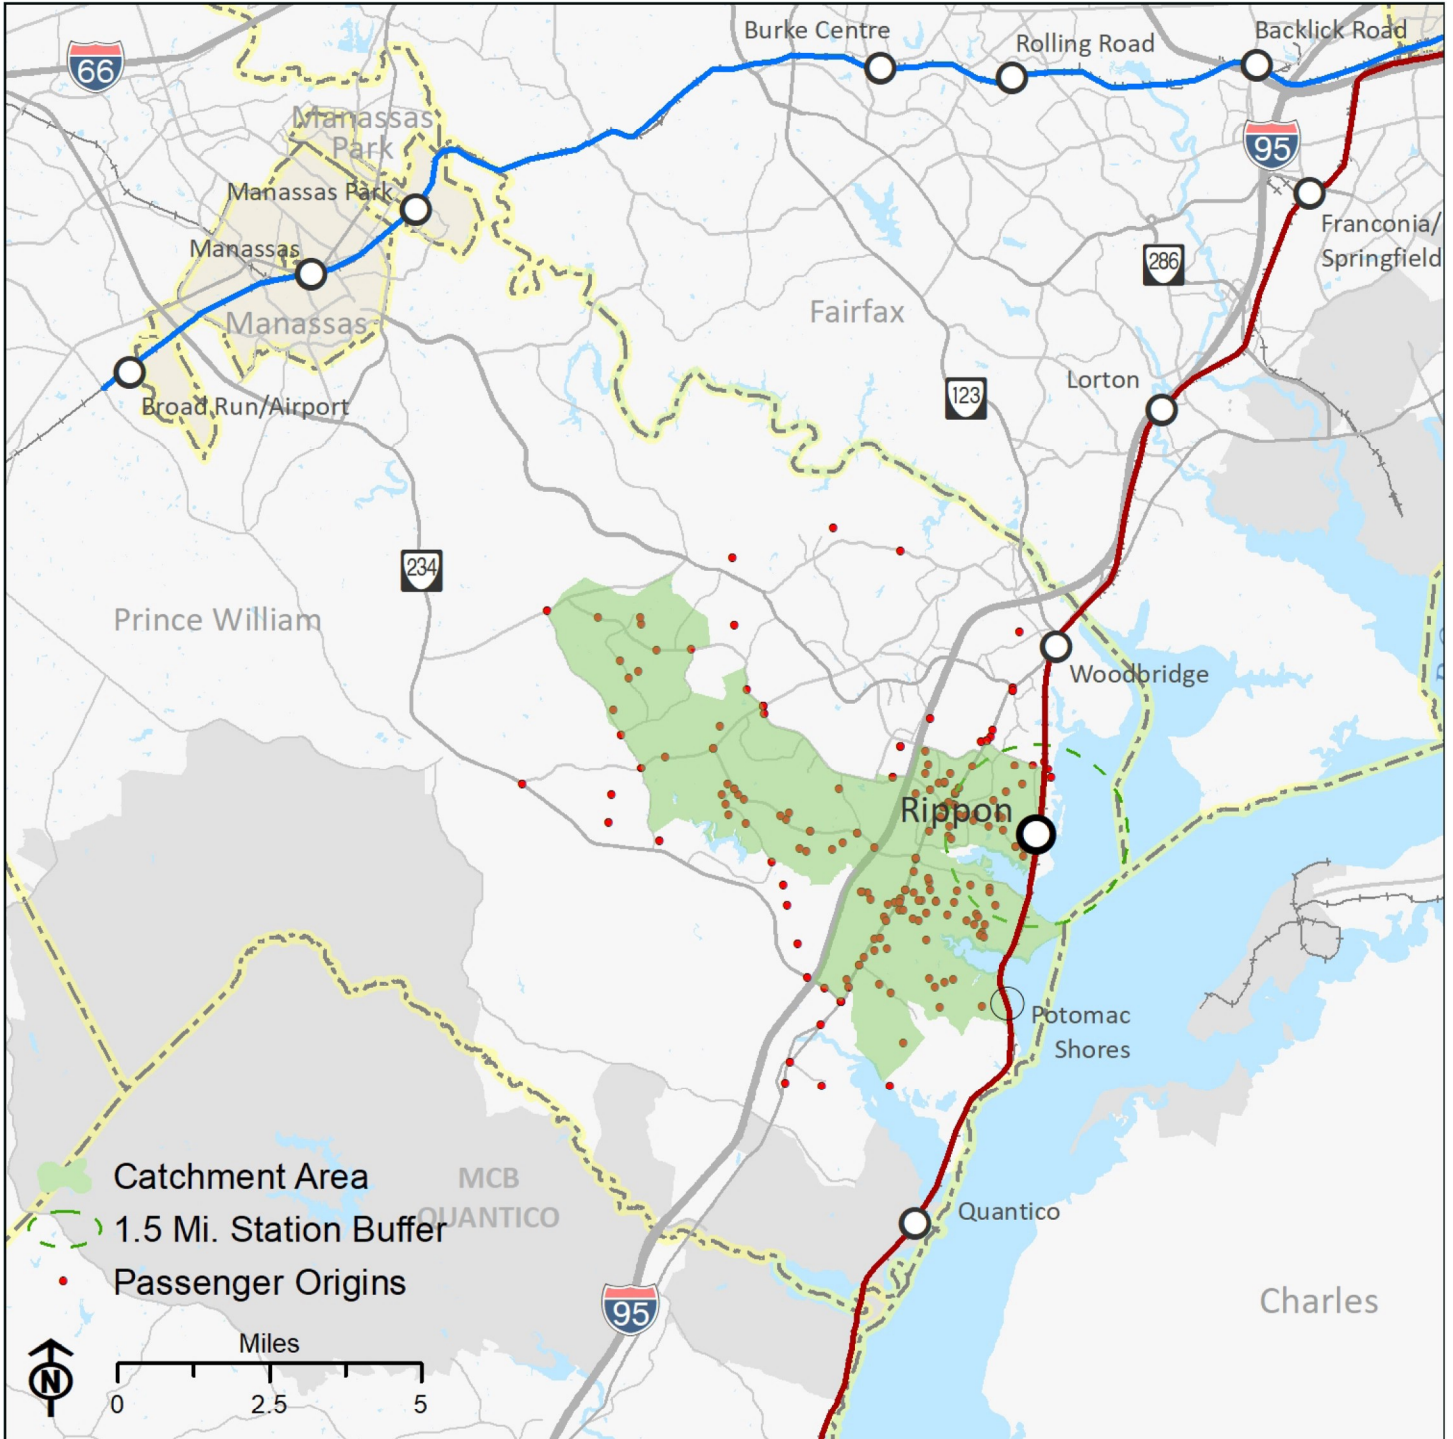 Burke Centre
Rolling Road
Backlick Road
66
95
Manassas
Park
Manassas Park
Manassas
Manassas
Broad Run/Airport
Franconia/
Springfield
286
Fairfax
123
Lorton
234
Prince William
Woodbridge
Rippon
Potomac
Shores
Catchment Area
1.5 Mi. Station Buffer
Passenger Origins
MCB
QUANTICO
Quantico
95
Charles
Miles
N
0
2.5
5